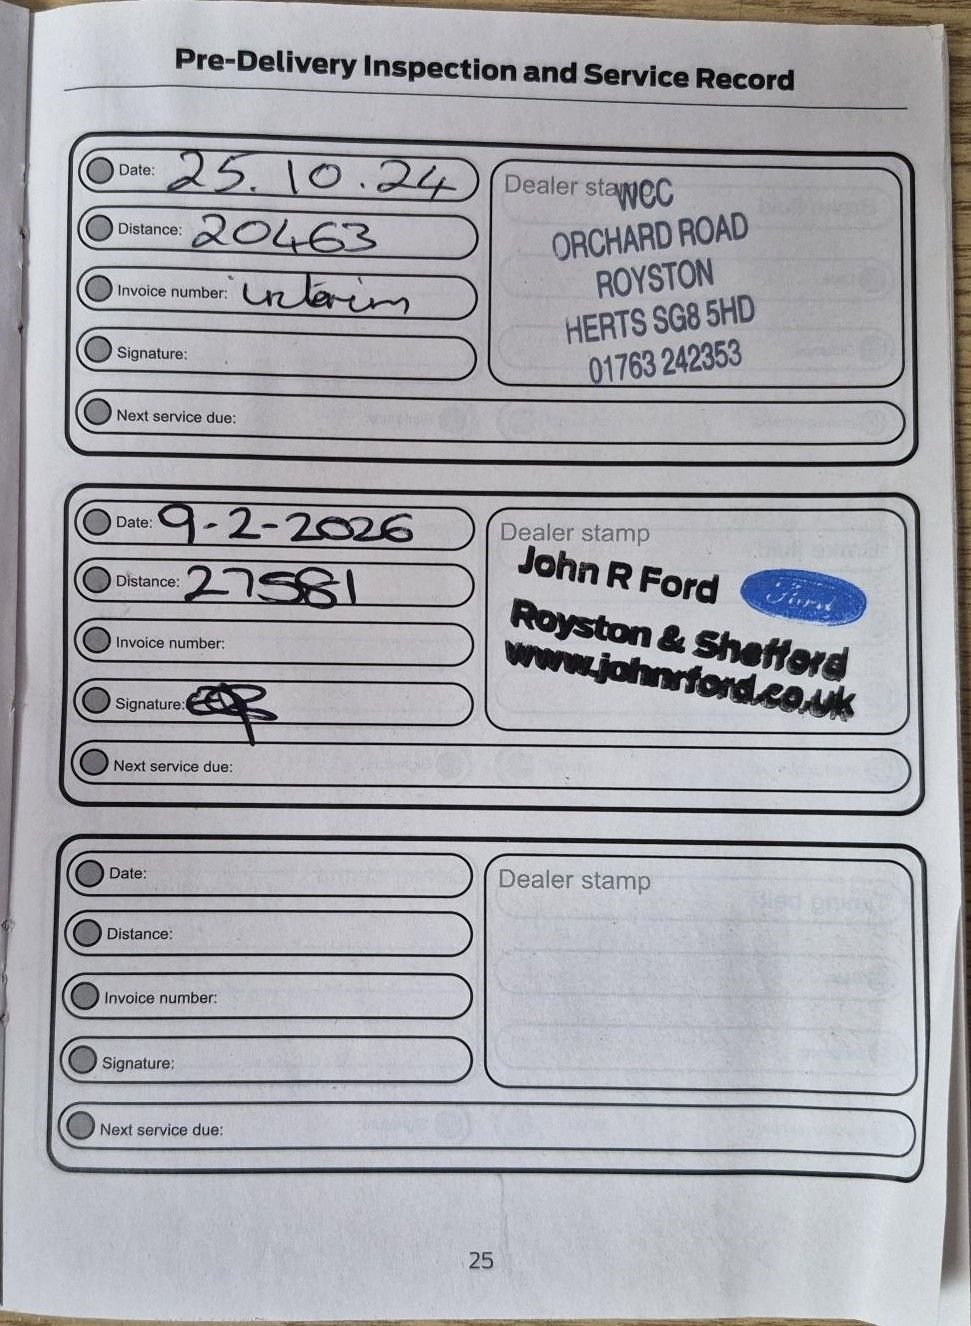 Pre-Delivery Inspection and Service Record
Date: 25.10.24
Distance: 20463
Invoice number: interim
Signature:
Next service due:
Dealer stamp
WCC
ORCHARD ROAD
ROYSTON
HERTS SG8 5HD
01763 242353
Date: 9-2-2026
Distance: 27581
Invoice number:
Signature:
Next service due:
Dealer stamp
John R Ford
Ford
Royston & Shefford
www.johnrford.co.uk
Date:
Distance:
Invoice number:
Signature:
Next service due:
Dealer stamp
25